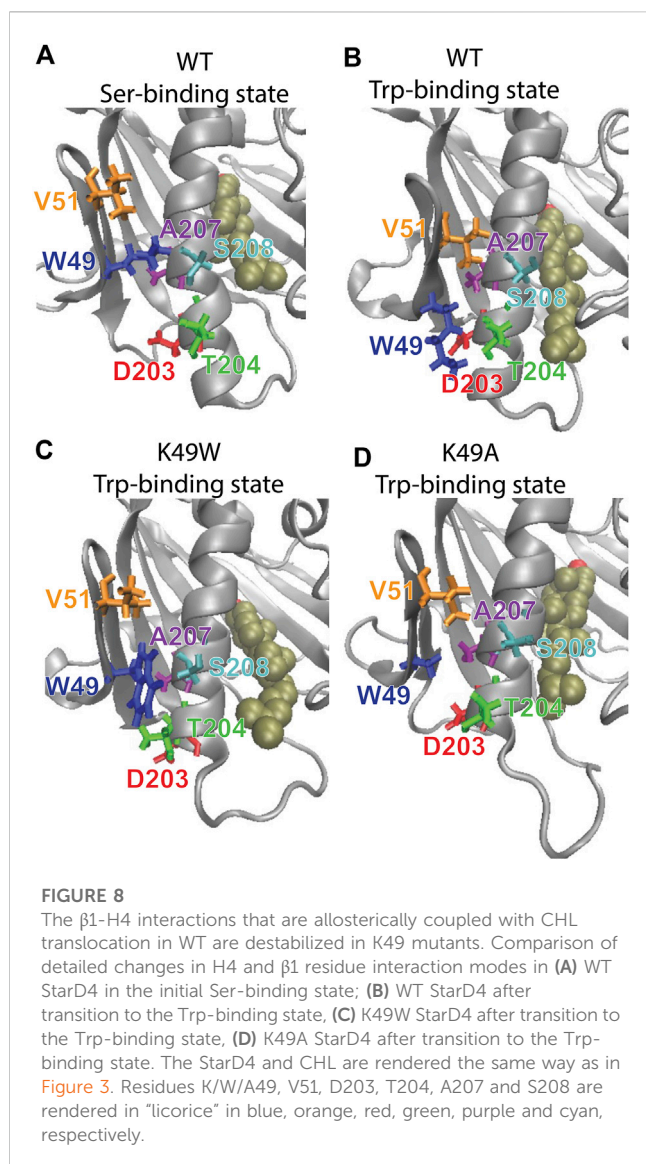 A
WT
Ser-binding state
V51
A207
W49
S208
D203
T204
B
WT
Trp-binding state
V51
A207
S208
W49
T204
D203
C
K49W
Trp-binding state
V51
A207
W49
S208
T204
D203
D
K49A
Trp-binding state
V51
A207
S208
W49
T204
D203
FIGURE 8
The β1-H4 interactions that are allosterically coupled with CHL
translocation in WT are destabilized in K49 mutants. Comparison of
detailed changes in H4 and β1 residue interaction modes in (A) WT
StarD4 in the initial Ser-binding state; (B) WT StarD4 after
transition to the Trp-binding state, (C) K49W StarD4 after transition to
the Trp-binding state, (D) K49A StarD4 after transition to the Trp-
binding state. The StarD4 and CHL are rendered the same way as in
Figure 3. Residues K/W/A49, V51, D203, T204, A207 and S208 are
rendered in “licorice” in blue, orange, red, green, purple and cyan,
respectively.